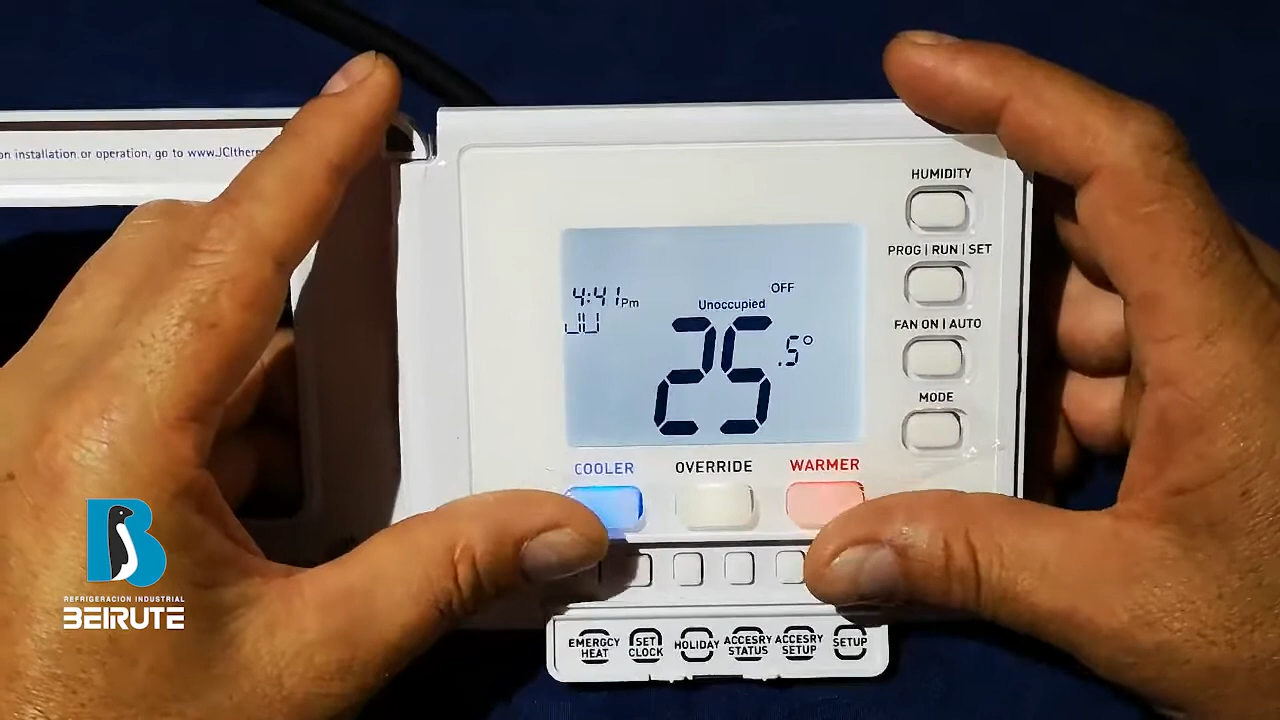 on installation or operation, go to www.JCIther
HUMIDITY
PROG | RUN | SET
FAN ON | AUTO
MODE
4:41 Pm
OFF
Unoccupied
25.5°
COOLER
OVERRIDE
WARMER
EMERGCY HEAT
SET CLOCK
HOLIDAY
ACCESRY STATUS
ACCESRY SETUP
SETUP
B
REFRIGERACION INDUSTRIAL
BEIRUTE